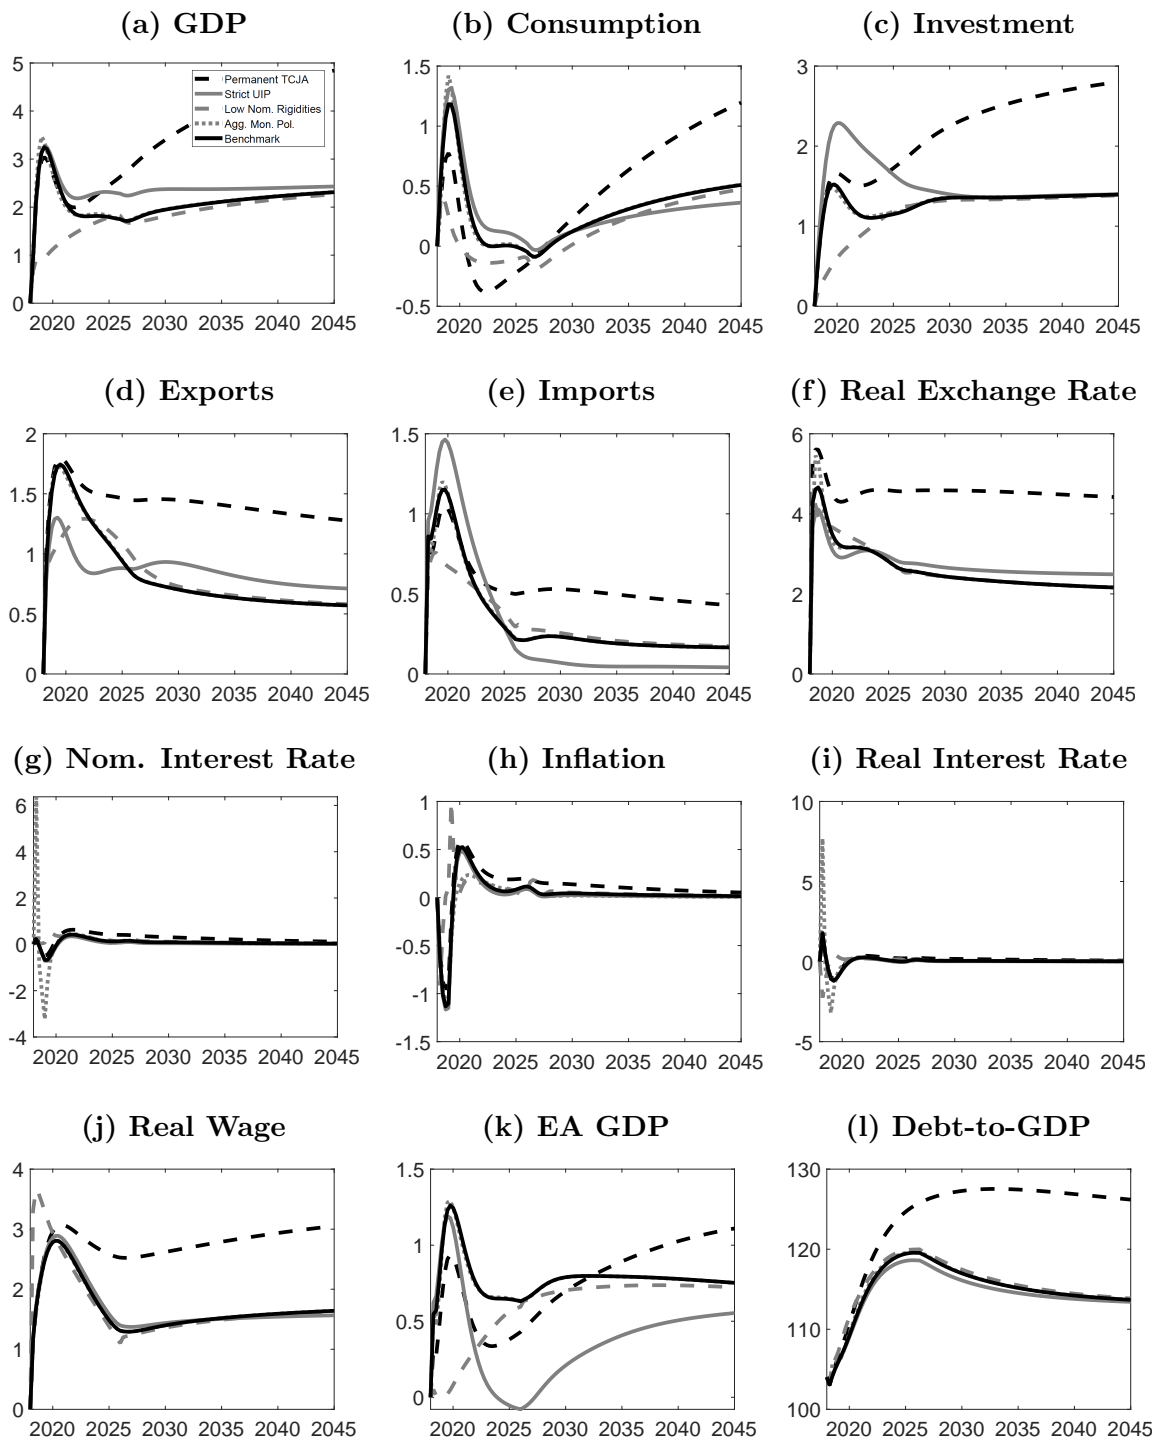 (a) GDP
(b) Consumption
(c) Investment
5
4
3
2
1
0
2020 2025 2030 2035 2040 2045
Permanent TCJA
Strict UIP
Low Nom. Rigidities
Agg. Mon. Pol.
Benchmark
1.5
1
0.5
0
-0.5
2020 2025 2030 2035 2040 2045
3
2
1
0
2020 2025 2030 2035 2040 2045
(d) Exports
(e) Imports
(f) Real Exchange Rate
2
1.5
1
0.5
0
2020 2025 2030 2035 2040 2045
1.5
1
0.5
0
2020 2025 2030 2035 2040 2045
6
4
2
0
2020 2025 2030 2035 2040 2045
(g) Nom. Interest Rate
(h) Inflation
(i) Real Interest Rate
6
4
2
0
-2
-4
2020 2025 2030 2035 2040 2045
1
0.5
0
-0.5
-1
-1.5
2020 2025 2030 2035 2040 2045
10
5
0
-5
2020 2025 2030 2035 2040 2045
(j) Real Wage
(k) EA GDP
(l) Debt-to-GDP
4
3
2
1
0
2020 2025 2030 2035 2040 2045
1.5
1
0.5
0
2020 2025 2030 2035 2040 2045
130
120
110
100
2020 2025 2030 2035 2040 2045